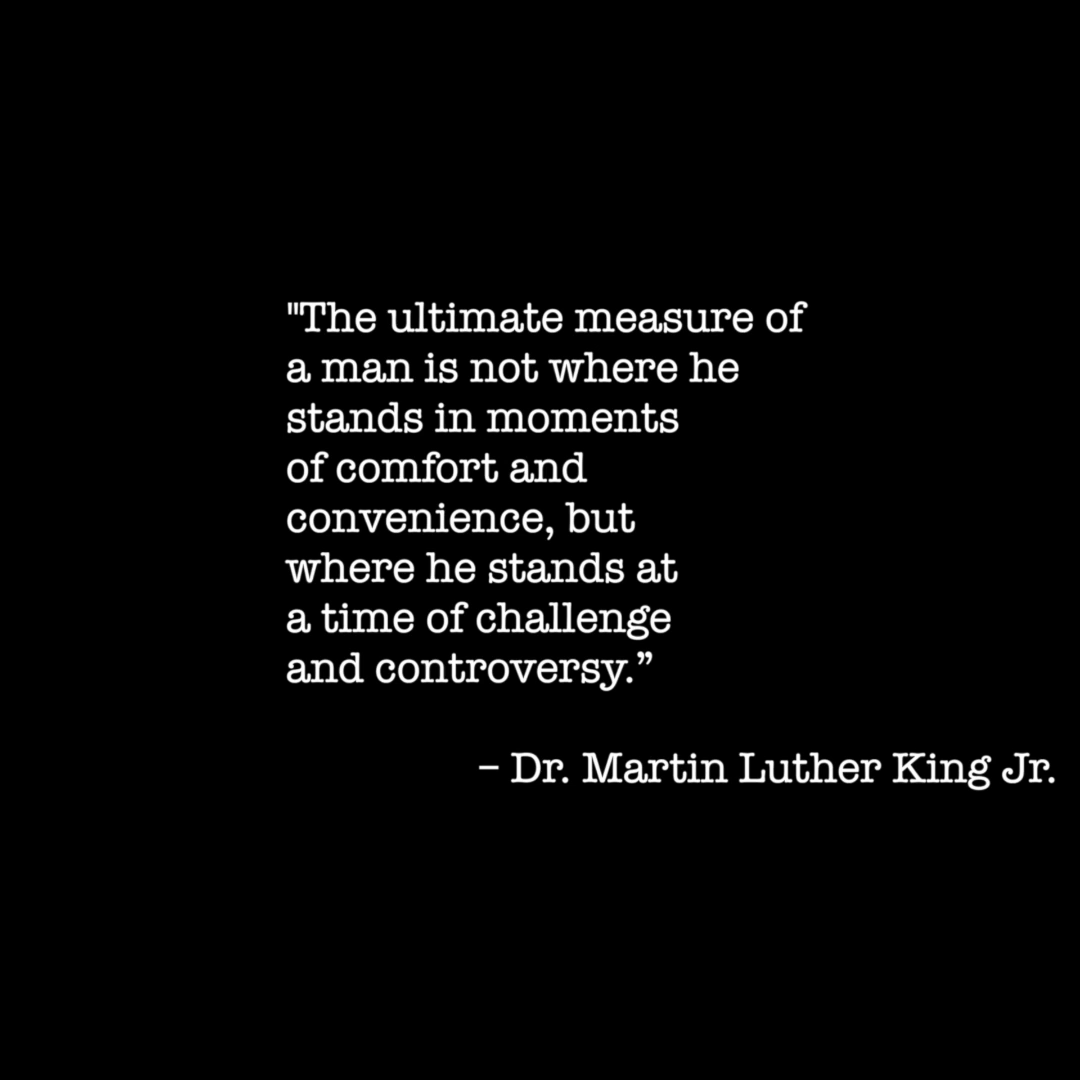 "The ultimate measure of
a man is not where he
stands in moments
of comfort and
convenience, but
where he stands at
a time of challenge
and controversy.”
– Dr. Martin Luther King Jr.